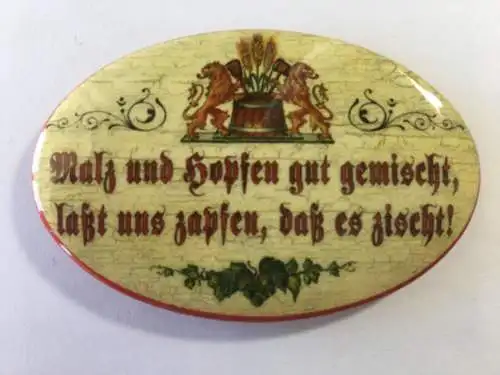 Malz und Hopfen gut gemischt,
laßt uns zapfen, daß es zischt!